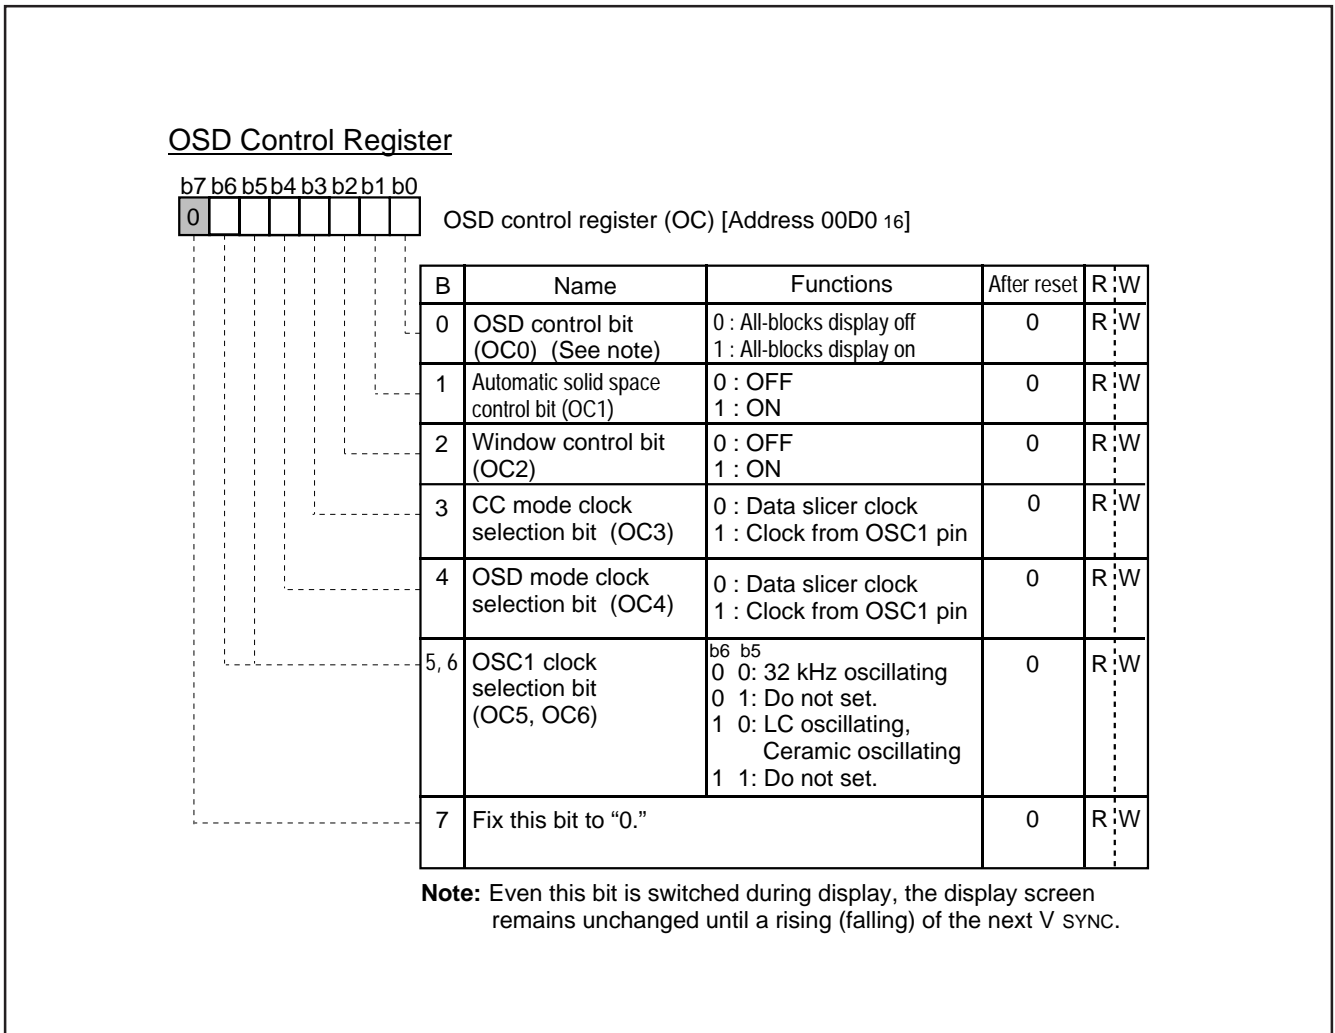 OSD Control Register
b7 b6 b5 b4 b3 b2 b1 b0
0
OSD control register (OC) [Address 00D0 16]
B Name Functions After reset R W
0 OSD control bit (OC0) (See note) 0 : All-blocks display off 1 : All-blocks display on 0 R W
1 Automatic solid space control bit (OC1) 0 : OFF 1 : ON 0 R W
2 Window control bit (OC2) 0 : OFF 1 : ON 0 R W
3 CC mode clock selection bit (OC3) 0 : Data slicer clock 1 : Clock from OSC1 pin 0 R W
4 OSD mode clock selection bit (OC4) 0 : Data slicer clock 1 : Clock from OSC1 pin 0 R W
5, 6 OSC1 clock selection bit (OC5, OC6) b6 b5 0 0: 32 kHz oscillating 0 1: Do not set. 1 0: LC oscillating, Ceramic oscillating 1 1: Do not set. 0 R W
7 Fix this bit to “0.” 0 R W
Note: Even this bit is switched during display, the display screen
remains unchanged until a rising (falling) of the next V SYNC.